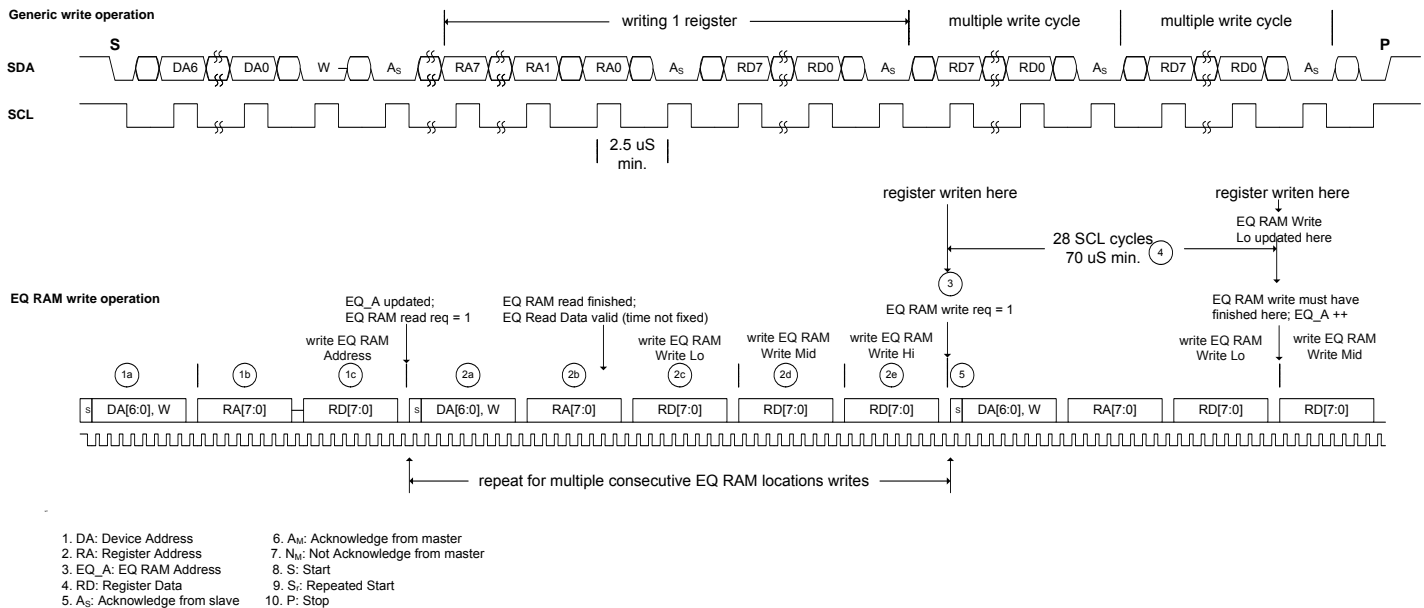 Generic write operation
writing 1 reigster
multiple write cycle
multiple write cycle
S
P
SDA
DA6
DA0
W
As
RA7
RA1
RA0
As
RD7
RD0
As
RD7
RD0
As
RD7
RD0
As
SCL
2.5 uS
min.
register writen here
register writen here
EQ RAM Write
Lo updated here
28 SCL cycles
70 uS min.
4
3
EQ RAM write operation
EQ_A updated;
EQ RAM read req = 1
EQ RAM read finished;
EQ Read Data valid (time not fixed)
EQ RAM write req = 1
EQ RAM write must have
finished here; EQ_A ++
write EQ RAM
Address
write EQ RAM
Write Lo
write EQ RAM
Write Mid
write EQ RAM
Write Hi
write EQ RAM
Write Lo
write EQ RAM
Write Mid
1a
1b
1c
2a
2b
2c
2d
2e
5
S
DA[6:0], W
RA[7:0]
RD[7:0]
S
DA[6:0], W
RA[7:0]
RD[7:0]
RD[7:0]
RD[7:0]
S
DA[6:0], W
RA[7:0]
RD[7:0]
RD[7:0]
repeat for multiple consecutive EQ RAM locations writes
1. DA: Device Address
2. RA: Register Address
3. EQ_A: EQ RAM Address
4. RD: Register Data
5. As: Acknowledge from slave
6. AM: Acknowledge from master
7. NM: Not Acknowledge from master
8. S: Start
9. Sr: Repeated Start
10. P: Stop